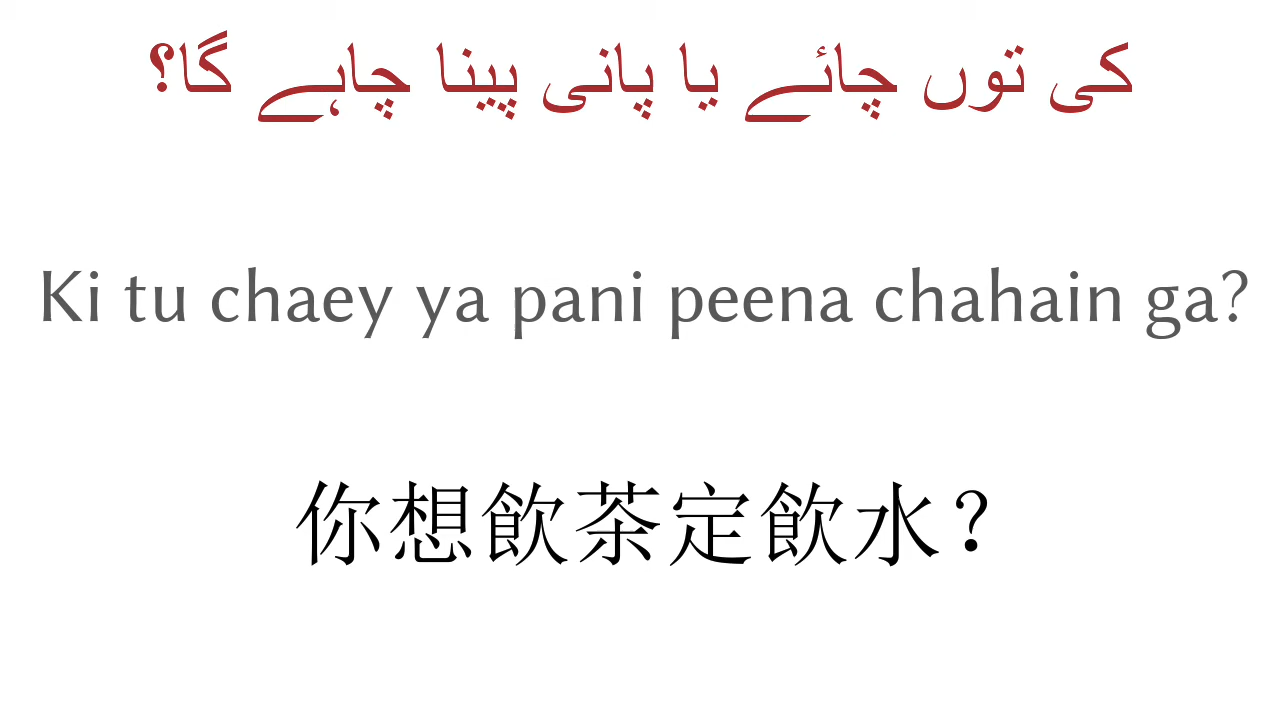 کی توں چائے یا پانی پینا چاہے گا؟
Ki tu chaey ya pani peena chahain ga?
你想飲茶定飲水？